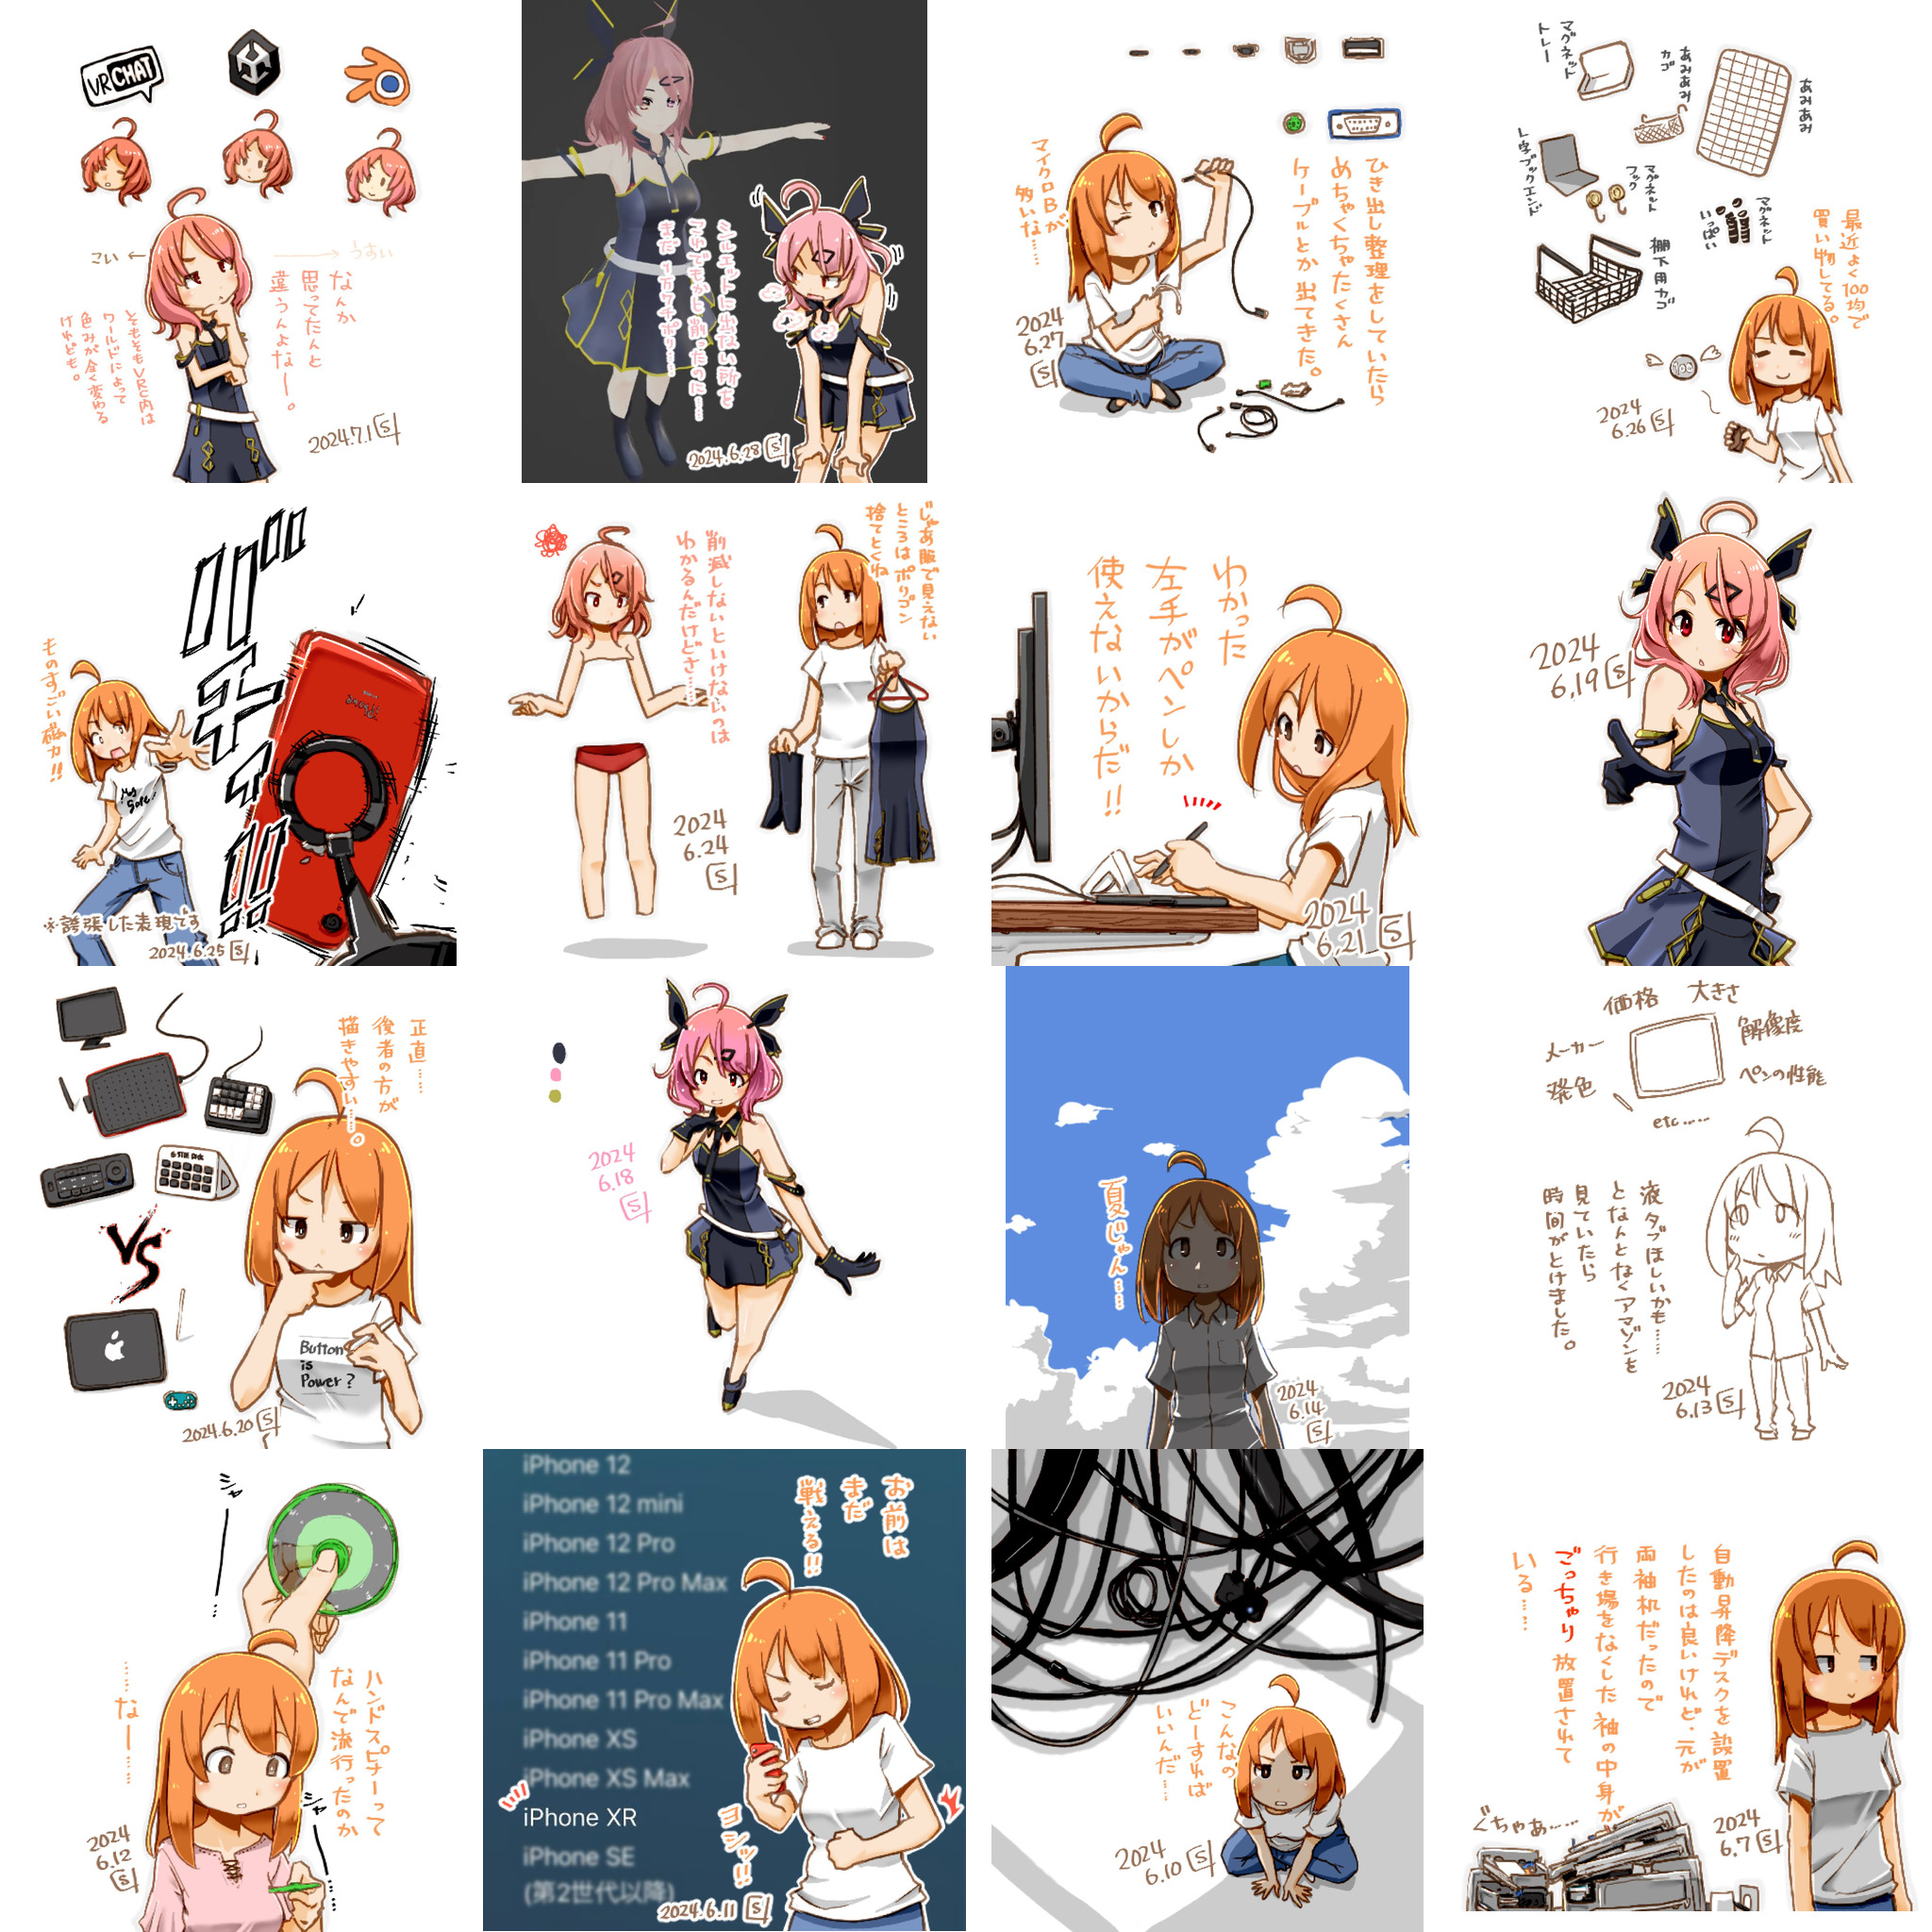 VRCHAT
こい ←
→ うすい
なんか
思ってたんと
違うんよなー。
そもそもVRC内は
ワールドによって
色みが全く変わる
けれども。
2024.7.1 S
シルエットに出ない所を
これでもかと削ったのに……
まだ1万7千ポリ……
2024.6.28 S
ひき出し整理をしていたら
めちゃくちゃたくさん
ケーブルとか出てきた。
マイクロBが
多いな……
2024
6.27
S
マグネット
トレー
あみあみ
カゴ
あみあみ
L字ブックエンド
マグネット
フック
マグネット
いっぱい
棚下用カゴ
最近よく100均で
買い物してる。
100
2024
6.26 S
バチィ!!
ものすごい磁力!!
※誇張した表現です
2024.6.25 S
じゃあ服で見えない
ところはポリゴン
捨てとくね
削減しないといけないのは
わかるんだけどさ……
2024
6.24
S
わかった
左手がペンしか
使えないからだ!!
2024
6.21 S
2024
6.19 S
正直……
後者の方が
描きやすい……。
VS
Button
is
Power?
2024.6.20 S
2024
6.18
S
夏じゃん……
2024
6.14
S
価格
大きさ
メーカー
解像度
発色
ペンの性能
etc……
液タブほしいかも……
となんとなくアマゾンを
見ていたら
時間がとけました。
2024
6.13 S
シャー…
ハンドスピナーって
なんで流行ったのか
……なー……
シャー…
2024
6.12
S
iPhone 12
iPhone 12 mini
iPhone 12 Pro
iPhone 12 Pro Max
iPhone 11
iPhone 11 Pro
iPhone 11 Pro Max
iPhone XS
iPhone XS Max
iPhone XR
iPhone SE
(第2世代以降)
お前は
まだ
戦える!!
ヨシッ!!
2024.6.11 S
こんなの
どーすれば
いいんだ…
2024
6.10 S
自動昇降デスクを設置
したのは良いけれど、元が
両袖机だったので
行き場をなくした袖の中身が
ごっちゃり放置されて
いる……
ぐちゃあ……
2024
6.7 S